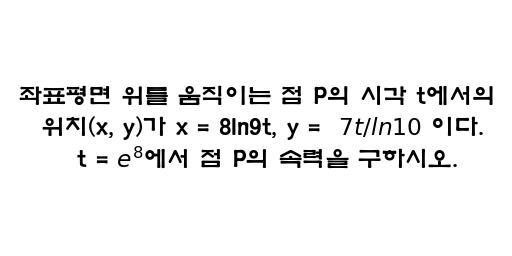 좌표평면 위를 움직이는 점 P의 시각 t에서의
위치(x, y)가 x = 8ln9t, y = 7t/ln10 이다.
t = e⁸에서 점 P의 속력을 구하시오.